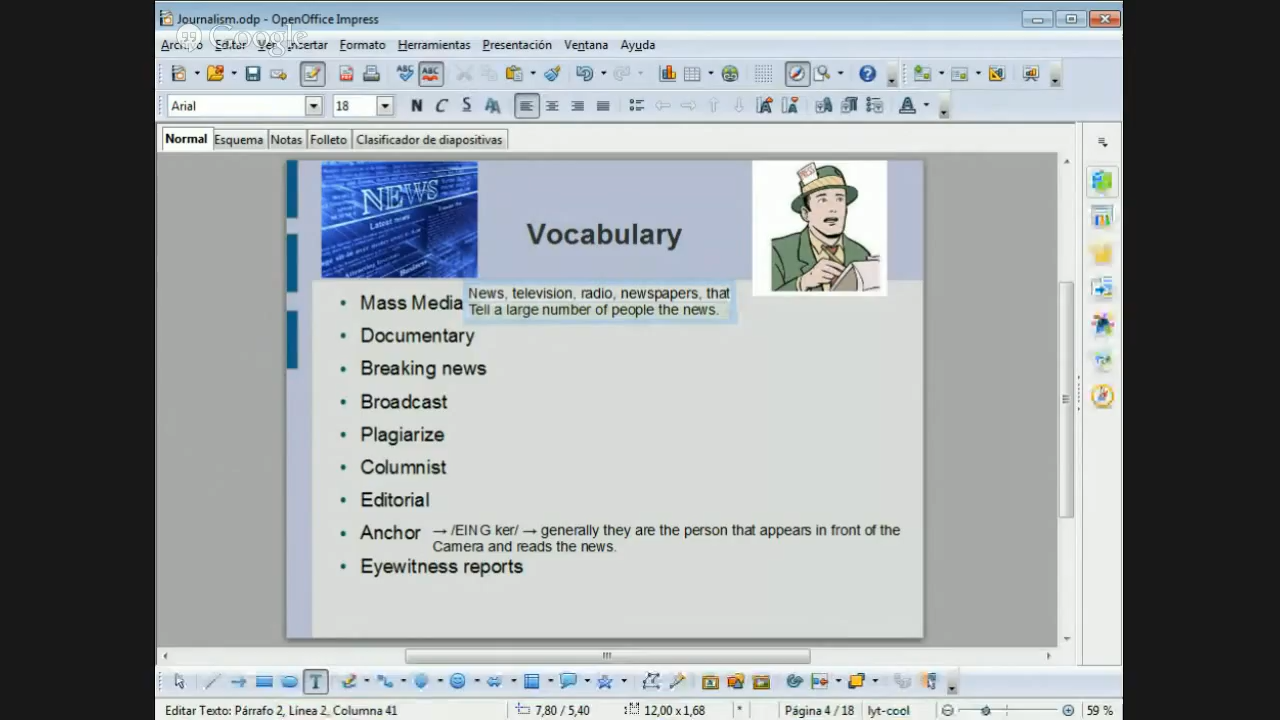 Journalism.odp - OpenOffice Impress
Google
Archivo Editar Ver Insertar Formato Herramientas Presentación Ventana Ayuda
Arial 18 N C S
Normal Esquema Notas Folleto Clasificador de diapositivas
NEWS
Latest news
Business
Vocabulary
Mass Media
News, television, radio, newspapers, that
Tell a large number of people the news.
Documentary
Breaking news
Broadcast
Plagiarize
Columnist
Editorial
Anchor → /EING ker/ → generally they are the person that appears in front of the
Camera and reads the news.
Eyewitness reports
Editar Texto: Párrafo 2, Línea 2, Columna 41 7,80 / 5,40 12,00 x 1,68 * Página 4 / 18 lyt-cool 59 %